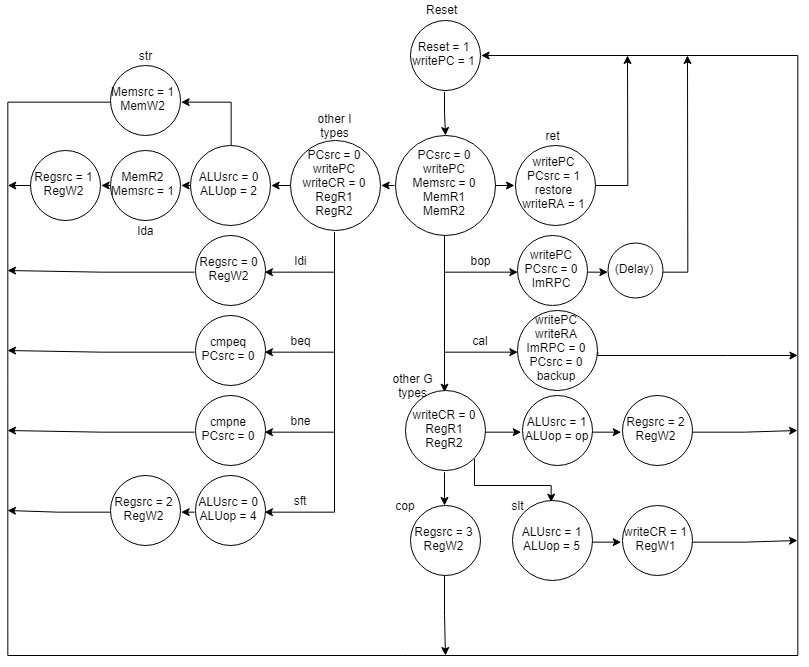 Reset
Reset = 1
writePC = 1
str
Memsrc = 1
MemW2
other I
types
PCsrc = 0
writePC
writeCR = 0
RegR1
RegR2
PCsrc = 0
writePC
Memsrc = 0
MemR1
MemR2
ret
writePC
PCsrc = 1
restore
writeRA = 1
Regsrc = 1
RegW2
MemR2
Memsrc = 1
lda
ALUsrc = 0
ALUop = 2
ldi
Regsrc = 0
RegW2
bop
writePC
PCsrc = 0
ImRPC
(Delay)
beq
cmpeq
PCsrc = 0
cal
writePC
writeRA
ImRPC = 0
PCsrc = 0
backup
other G
types
writeCR = 0
RegR1
RegR2
bne
cmpne
PCsrc = 0
ALUsrc = 1
ALUop = op
Regsrc = 2
RegW2
sft
Regsrc = 2
RegW2
ALUsrc = 0
ALUop = 4
cop
Regsrc = 3
RegW2
slt
ALUsrc = 1
ALUop = 5
writeCR = 1
RegW1